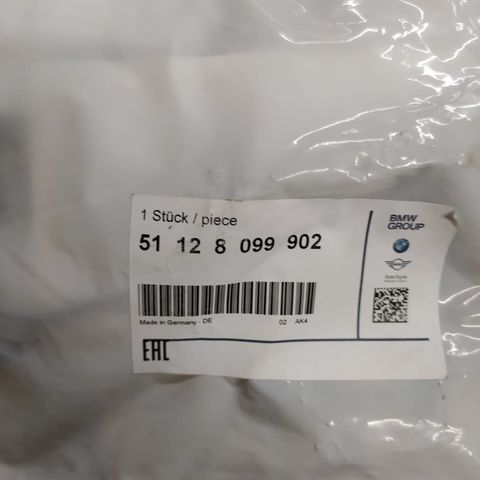 1 Stück / piece
51 12 8 099 902
BMW
GROUP
Made in Germany - DE
02 AK4
EAC